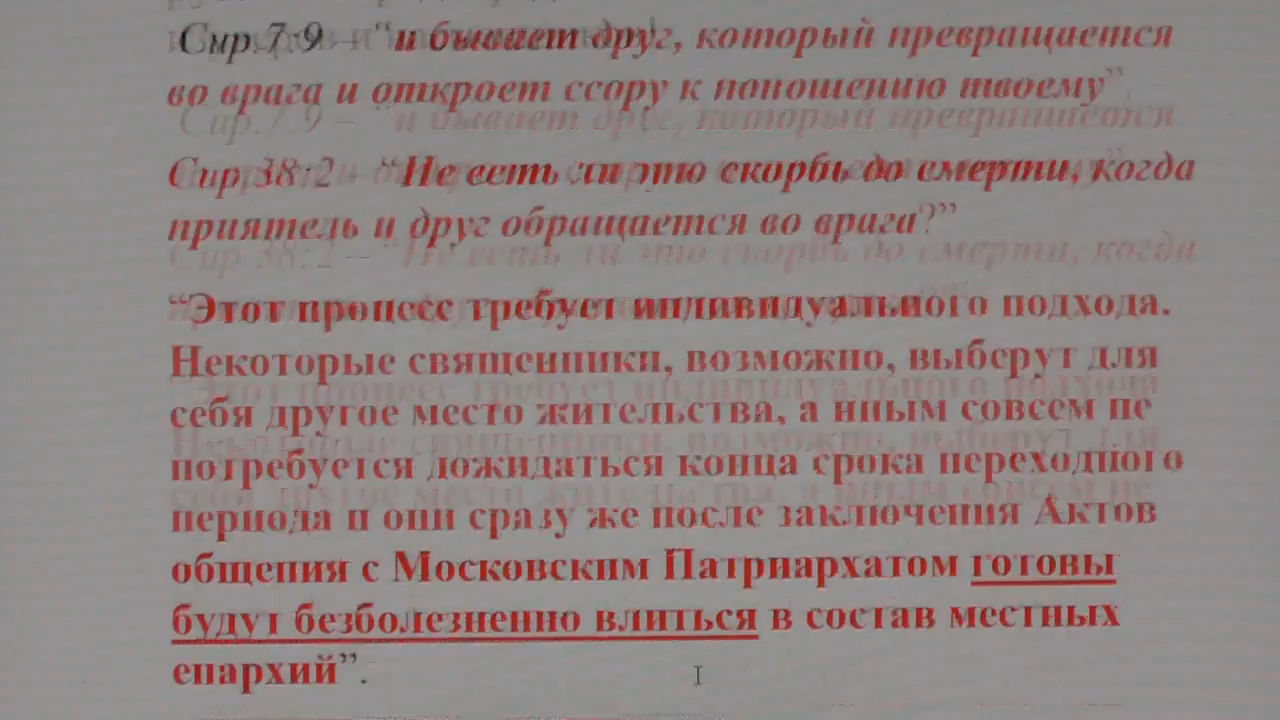 Сир.7:9 – “и бывает друг, который превращается
во врага и откроет ссору к поношению твоему”
Сир 38:2 – “Не есть ли это скорбь до смерти, когда
приятель и друг обращается во врага?”
“Этот процесс требует индивидуального подхода.
Некоторые священники, возможно, выберут для
себя другое место жительства, а иным совсем не
потребуется дожидаться конца срока переходного
периода и они сразу же после заключения Актов
общения с Московским Патриархатом готовы
будут безболезненно влиться в состав местных
епархий”.